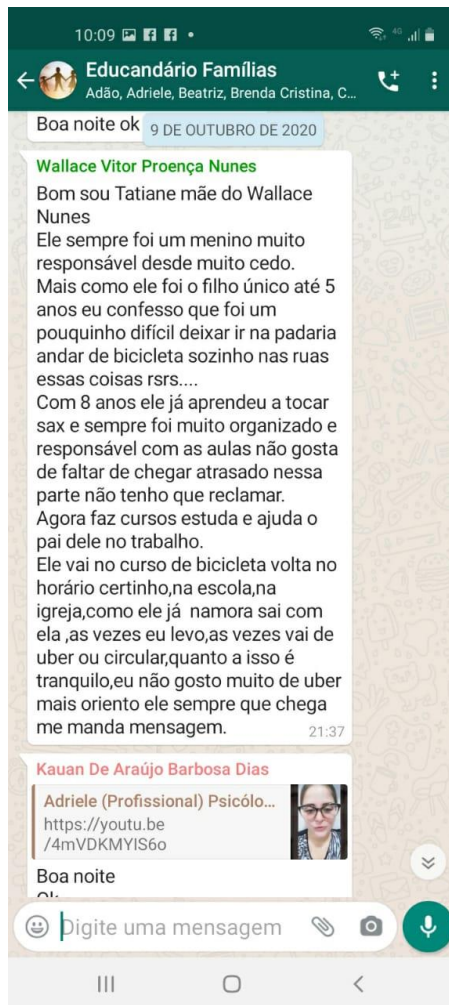 10:09
4G
Educandário Famílias
Adão, Adriele, Beatriz, Brenda Cristina, C...
Boa noite ok
9 DE OUTUBRO DE 2020
Wallace Vitor Proença Nunes
Bom sou Tatiane mãe do Wallace
Nunes
Ele sempre foi um menino muito
responsável desde muito cedo.
Mais como ele foi o filho único até 5
anos eu confesso que foi um
pouquinho difícil deixar ir na padaria
andar de bicicleta sozinho nas ruas
essas coisas rsrs....
Com 8 anos ele já aprendeu a tocar
sax e sempre foi muito organizado e
responsável com as aulas não gosta
de faltar de chegar atrasado nessa
parte não tenho que reclamar.
Agora faz cursos estuda e ajuda o
pai dele no trabalho.
Ele vai no curso de bicicleta volta no
horário certinho,na escola,na
igreja,como ele já  namora sai com
ela ,as vezes eu levo,as vezes vai de
uber ou circular,quanto a isso é
tranquilo,eu não gosto muito de uber
mais oriento ele sempre que chega
me manda mensagem.
21:37
Kauan De Araújo Barbosa Dias
Adriele (Profissional) Psicólo...
https://youtu.be
/4mVDKMYIS6o
Boa noite
Digite uma mensagem